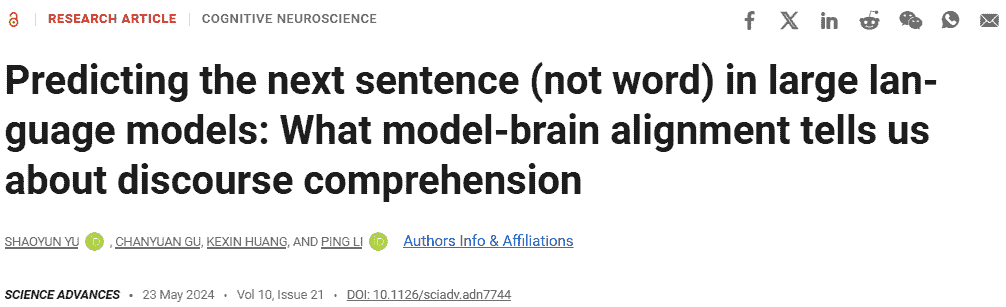 RESEARCH ARTICLE COGNITIVE NEUROSCIENCE
Predicting the next sentence (not word) in large lan-
guage models: What model-brain alignment tells us
about discourse comprehension
SHAOYUN YU iD , CHANYUAN GU, KEXIN HUANG, AND PING LI iD Authors Info & Affiliations
SCIENCE ADVANCES • 23 May 2024 • Vol 10, Issue 21 • DOI: 10.1126/sciadv.adn7744